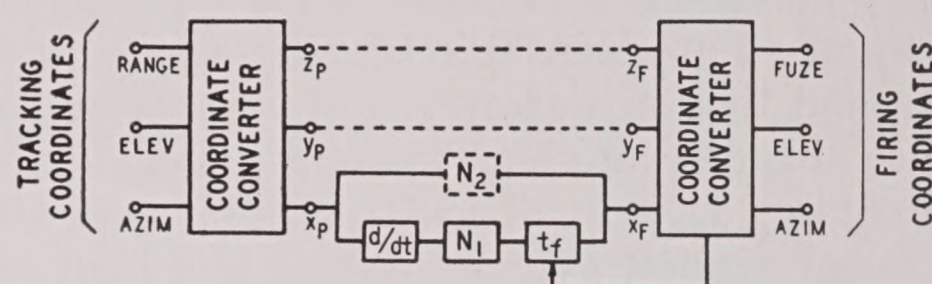 TRACKING
COORDINATES
RANGE
ELEV
AZIM
COORDINATE
CONVERTER
zP
yP
xP
N2
d/dt
N1
tf
zF
yF
xF
COORDINATE
CONVERTER
FUZE
ELEV.
AZIM
FIRING
COORDINATES